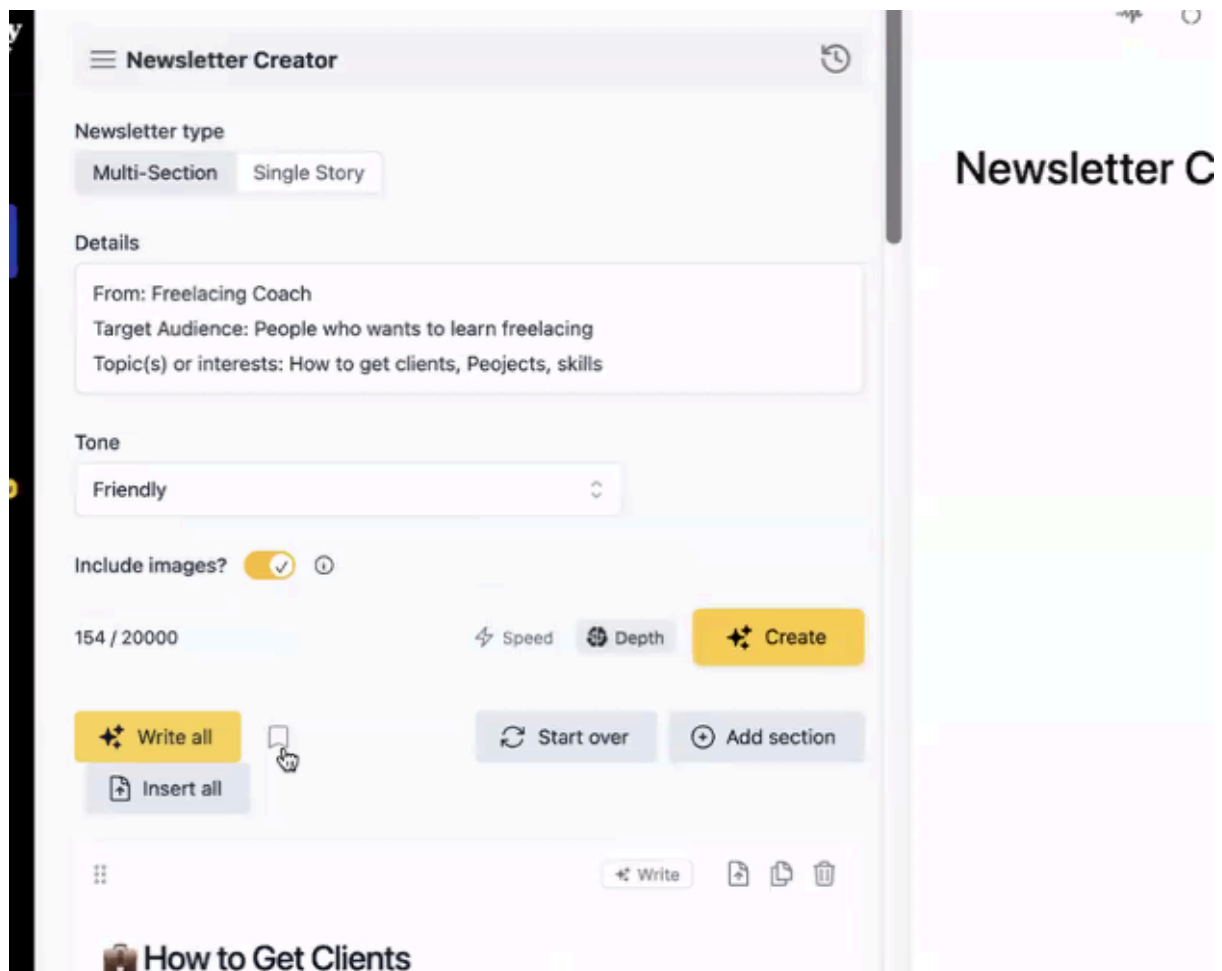 Newsletter Creator
Newsletter type
Multi-Section Single Story
Newsletter C
Details
From: Freelacing Coach
Target Audience: People who wants to learn freelacing
Topic(s) or interests: How to get clients, Peojects, skills
Tone
Friendly
Include images?
154 / 20000 Speed Depth Create
Write all Start over Add section
Insert all
Write
How to Get Clients